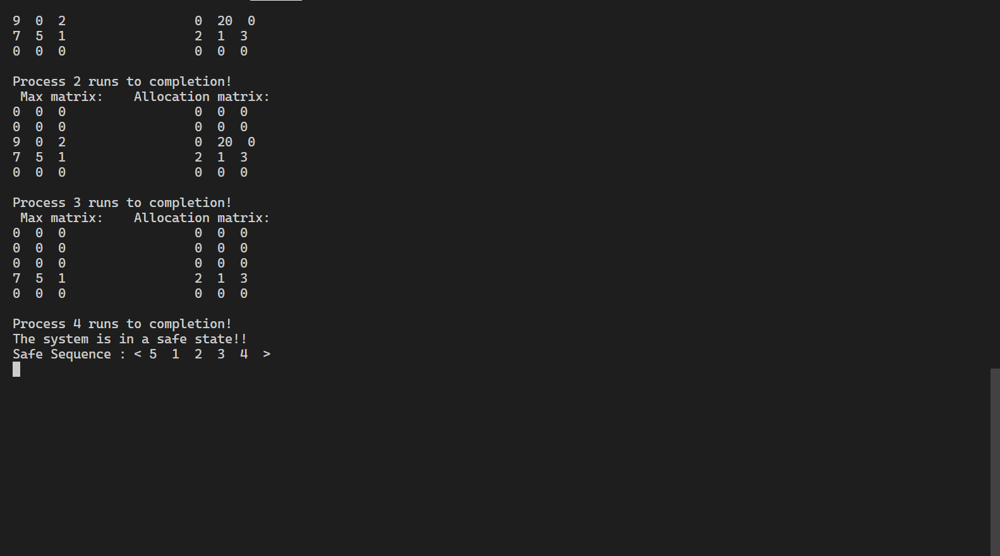 9  0  2                 0  20  0
7  5  1                 2  1  3
0  0  0                 0  0  0
Process 2 runs to completion!
 Max matrix:    Allocation matrix:
0  0  0                 0  0  0
0  0  0                 0  0  0
9  0  2                 0  20  0
7  5  1                 2  1  3
0  0  0                 0  0  0
Process 3 runs to completion!
 Max matrix:    Allocation matrix:
0  0  0                 0  0  0
0  0  0                 0  0  0
0  0  0                 0  0  0
7  5  1                 2  1  3
0  0  0                 0  0  0
Process 4 runs to completion!
The system is in a safe state!!
Safe Sequence : < 5  1  2  3  4  >